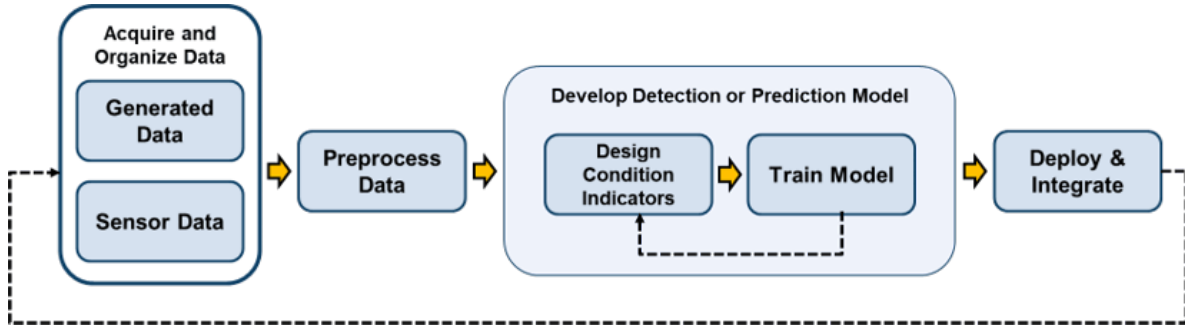 Acquire and
Organize Data
Generated
Data
Sensor Data
Preprocess
Data
Develop Detection or Prediction Model
Design
Condition
Indicators
Train Model
Deploy &
Integrate